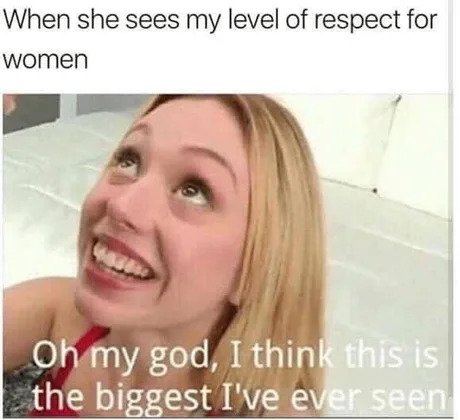 When she sees my level of respect for
women
Oh my god, I think this is
the biggest I've ever seen